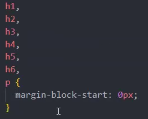 h1,
h2,
h3,
h4,
h5,
h6,
p {
  margin-block-start: 0px;
}